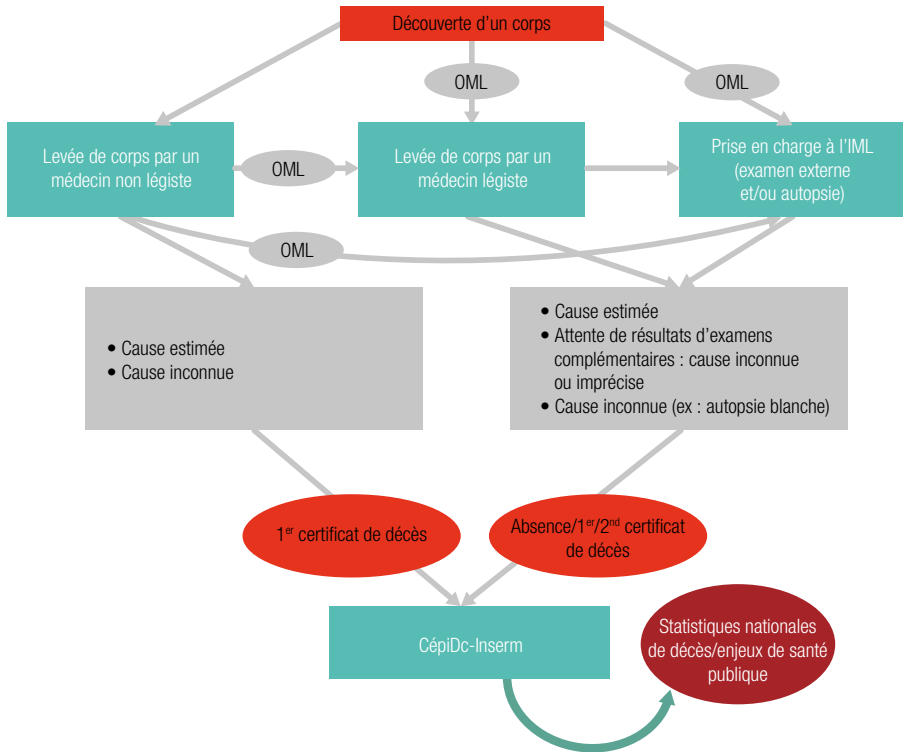 Découverte d'un corps
OML
OML
Levée de corps par un
médecin non légiste
OML
Levée de corps par un
médecin légiste
Prise en charge à l'IML
(examen externe
et/ou autopsie)
OML
• Cause estimée
• Cause inconnue
• Cause estimée
• Attente de résultats d'examens
complémentaires : cause inconnue
ou imprécise
• Cause inconnue (ex : autopsie blanche)
1er certificat de décès
Absence/1er/2nd certificat
de décès
CépiDc-Inserm
Statistiques nationales
de décès/enjeux de santé
publique